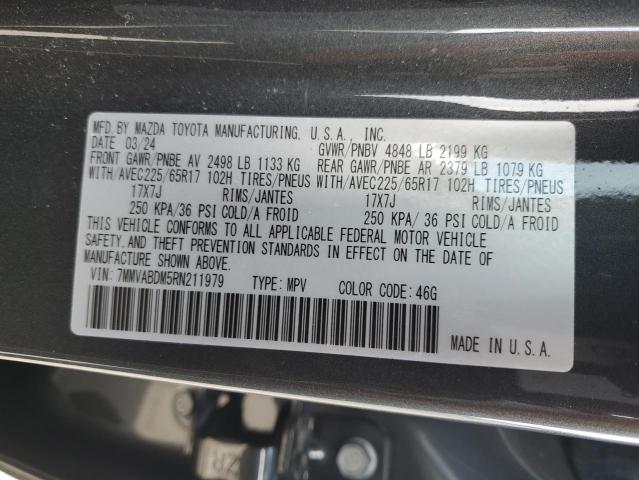 MFD.BY MAZDA TOYOTA MANUFACTURING, U.S.A., INC.
DATE 03/24 GVWR/PNBV 4848 LB 2199 KG
FRONT GAWR/PNBE AV 2498 LB 1133 KG REAR GAWR/PNBE AR 2379 LB 1079 KG
WITH/AVEC225/65R17 102H TIRES/PNEUS WITH/AVEC225/65R17 102H TIRES/PNEUS
17X7J RIMS/JANTES 17X7J RIMS/JANTES
250 KPA/36 PSI COLD/A FROID 250 KPA/ 36 PSI COLD/A FROID
THIS VEHICLE CONFORMS TO ALL APPLICABLE FEDERAL MOTOR VEHICLE
SAFETY,AND THEFT PREVENTION STANDARDS IN EFFECT ON THE DATE OF
MANUFACTURE SHOWN ABOVE.
VIN: 7MMVABDM5RN211979 TYPE: MPV COLOR CODE: 46G
MADE IN U.S.A.